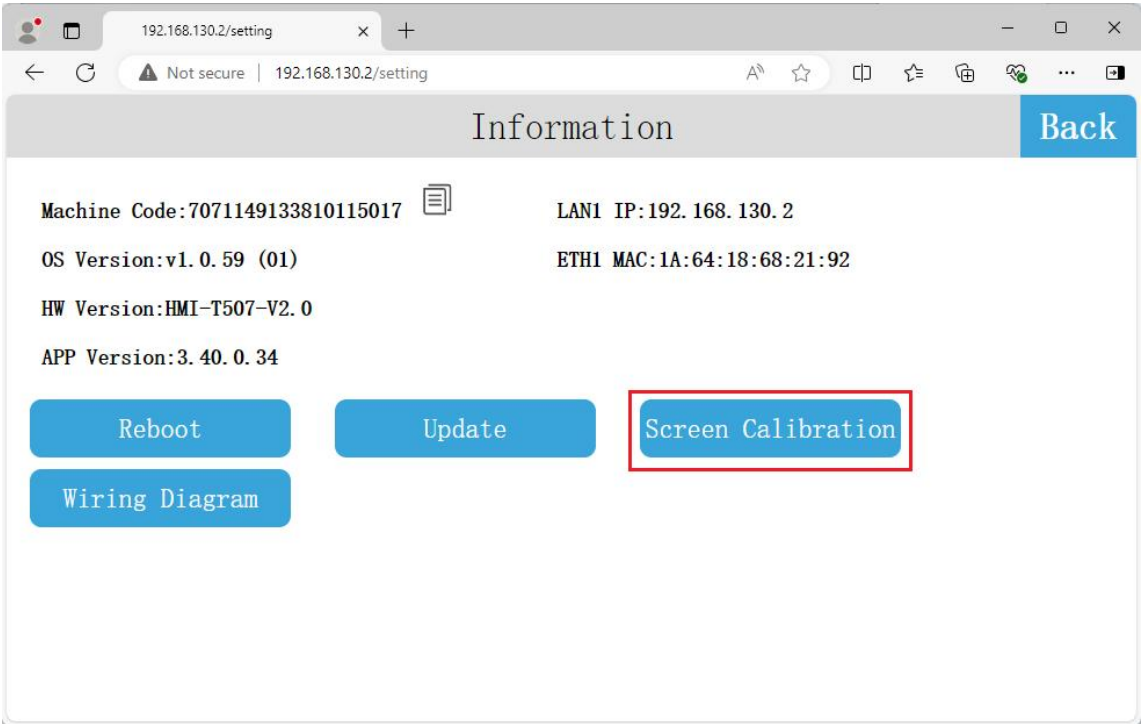 192.168.130.2/setting
Not secure | 192.168.130.2/setting
Information
Back
Machine Code:7071149133810115017
LAN1 IP:192.168.130.2
OS Version:v1.0.59 (01)
ETH1 MAC:1A:64:18:68:21:92
HW Version:HMI-T507-V2.0
APP Version:3.40.0.34
Reboot
Update
Screen Calibration
Wiring Diagram